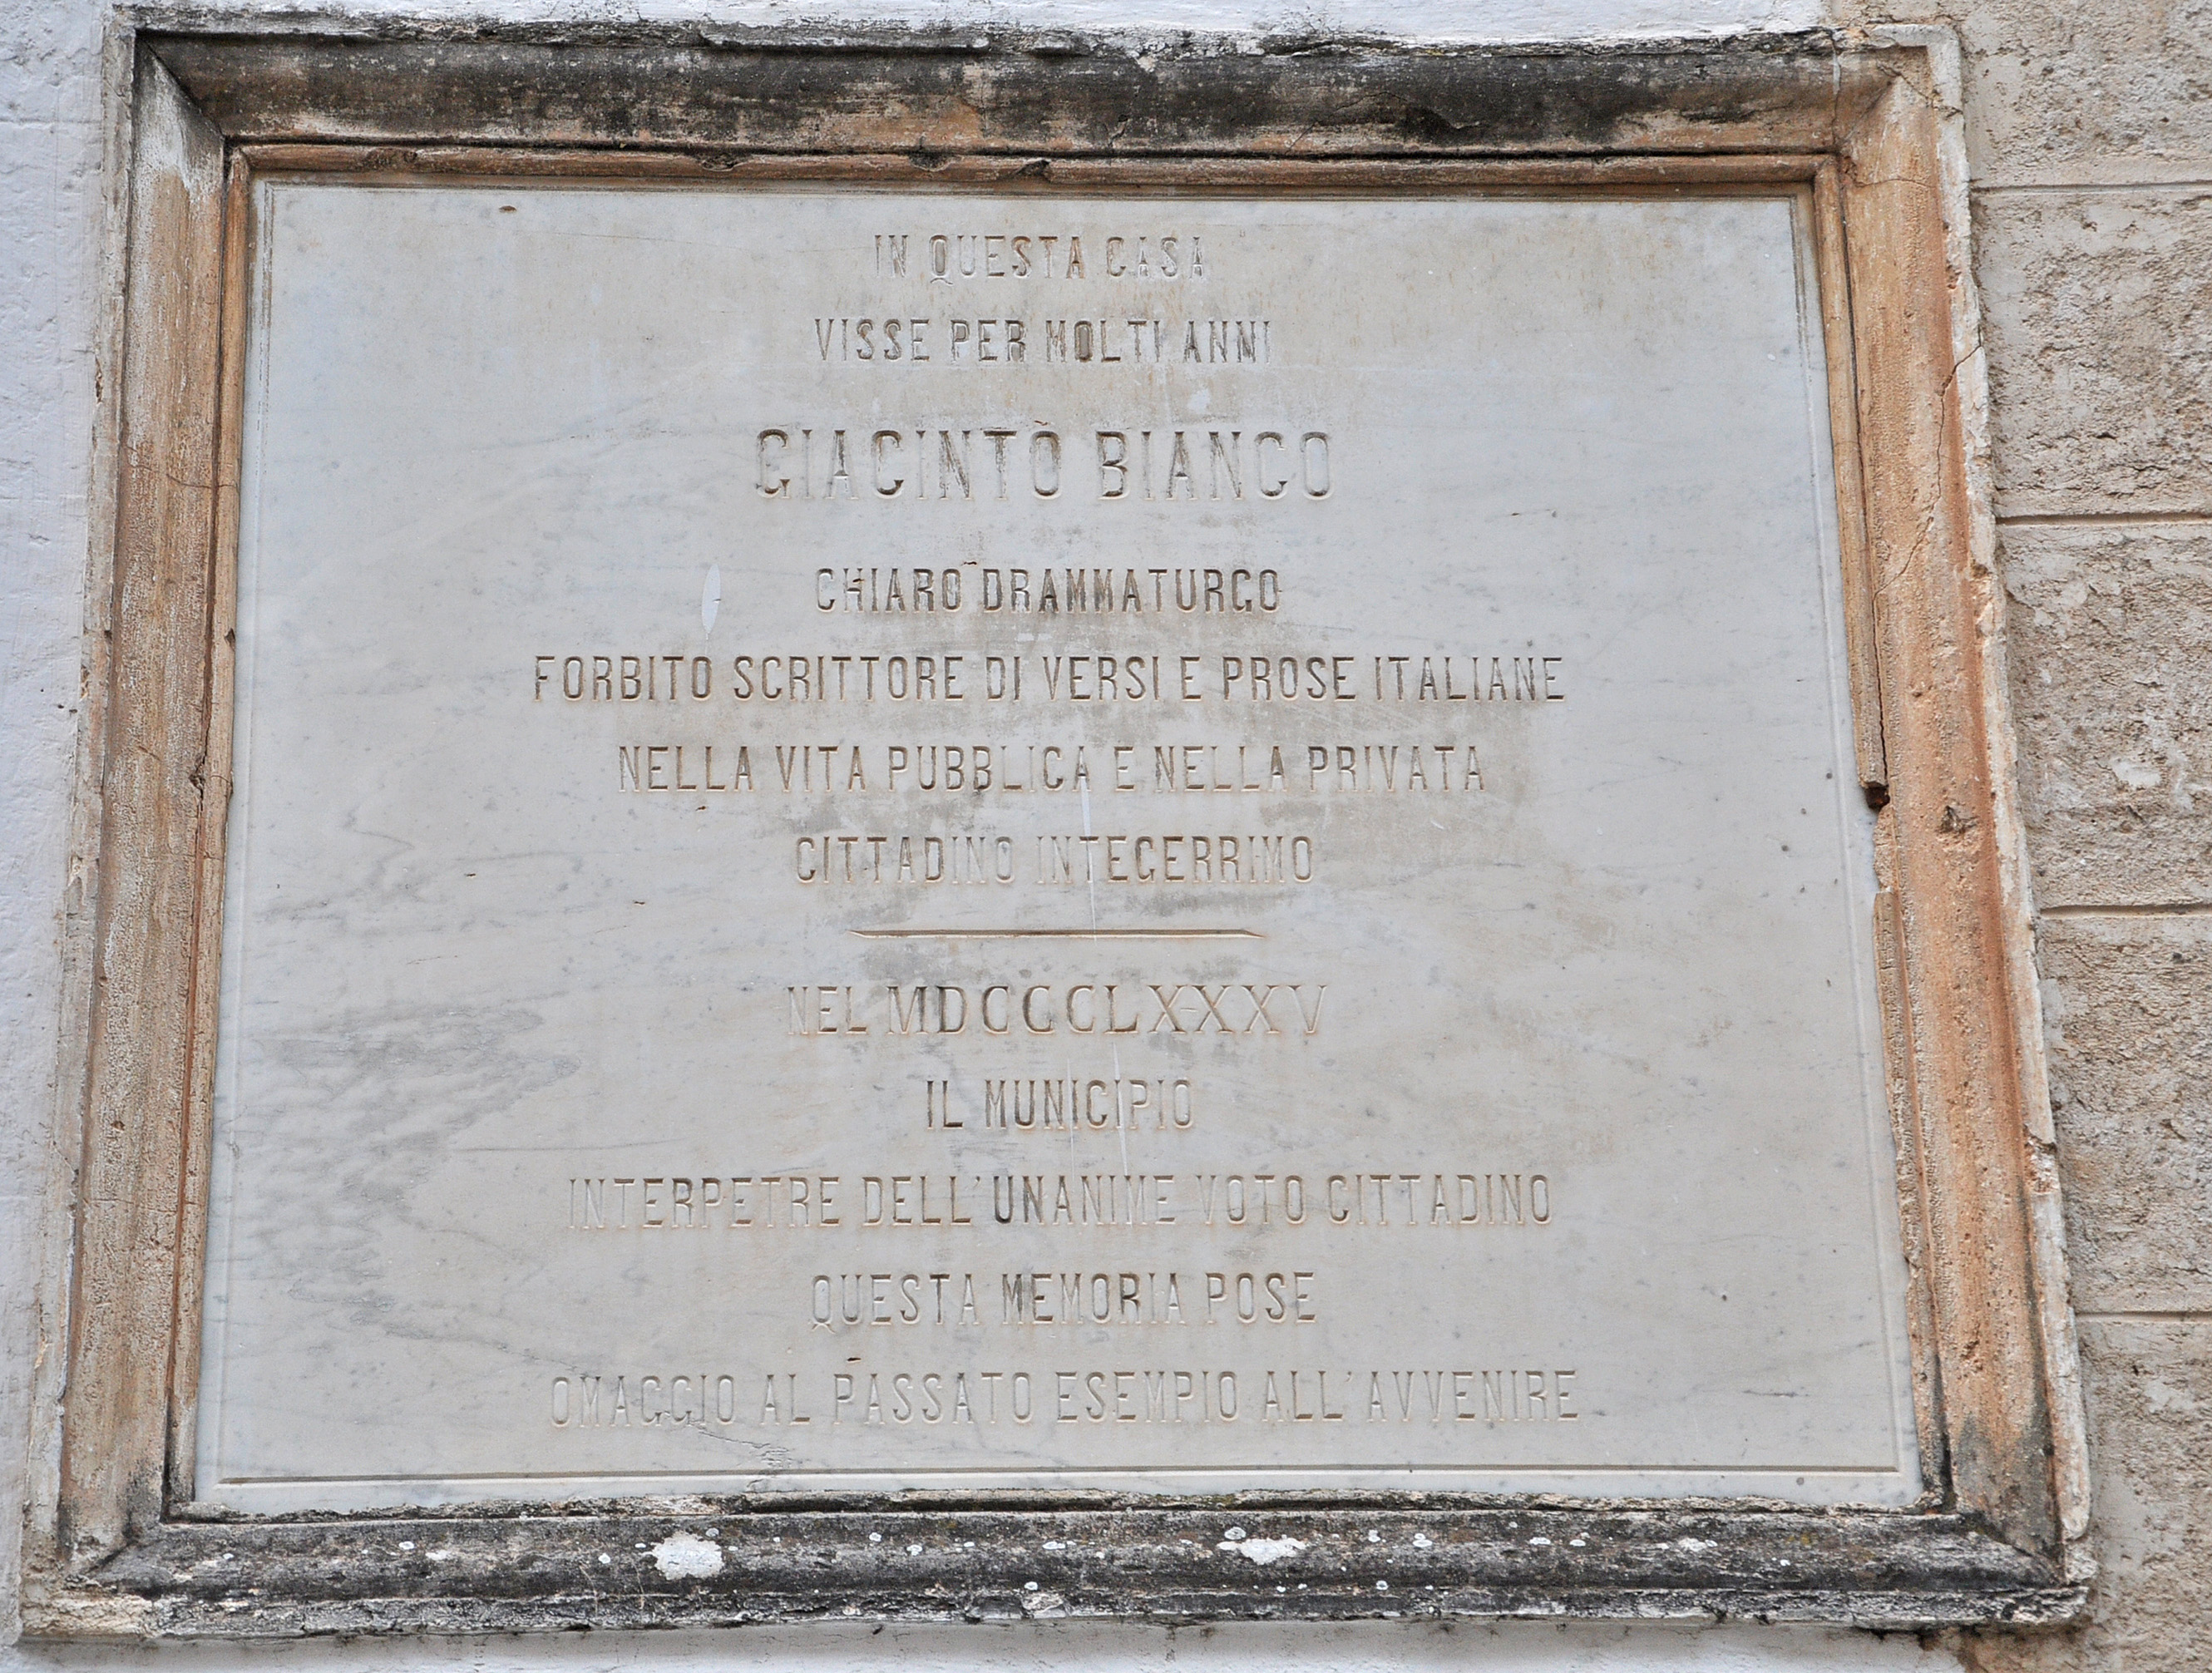 IN QUESTA CASA
VISSE PER MOLTI ANNI
GIACINTO BIANCO
CHIARO DRAMMATURGO
FORBITO SCRITTORE DI VERSI E PROSE ITALIANE
NELLA VITA PUBBLICA E NELLA PRIVATA
CITTADINO INTEGERRIMO
NEL MDCCCLXXXV
IL MUNICIPIO
INTERPETRE DELL'UNANIME VOTO CITTADINO
QUESTA MEMORIA POSE
OMAGGIO AL PASSATO ESEMPIO ALL'AVVENIRE